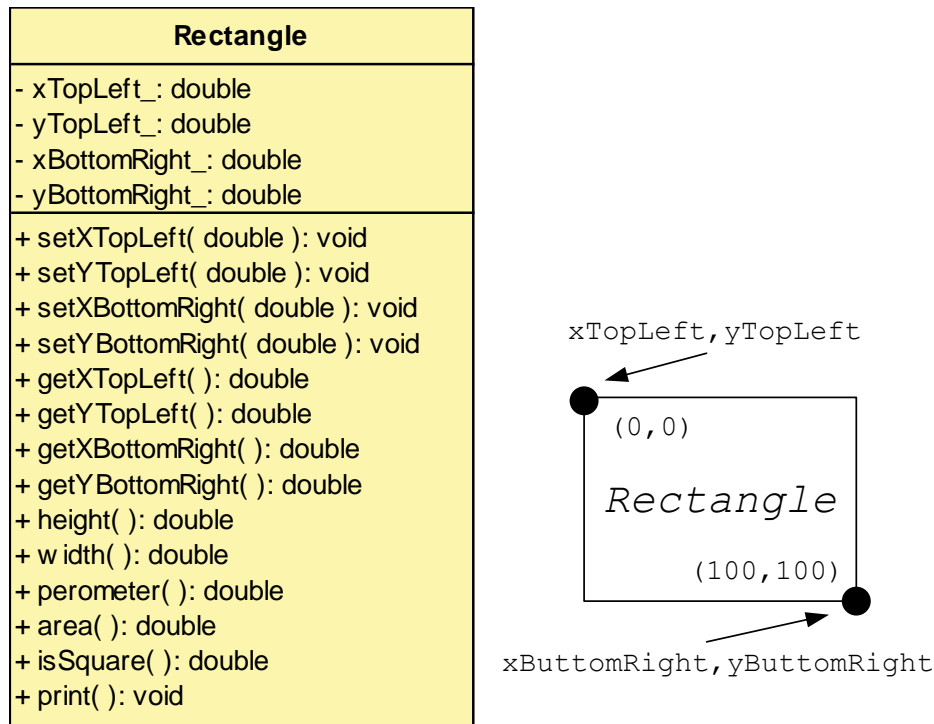 Rectangle
- xTopLeft_: double
- yTopLeft_: double
- xBottomRight_: double
- yBottomRight_: double
+ setXTopLeft( double ): void
+ setYTopLeft( double ): void
+ setXBottomRight( double ): void
+ setYBottomRight( double ): void
+ getXTopLeft( ): double
+ getYTopLeft( ): double
+ getXBottomRight( ): double
+ getYBottomRight( ): double
+ height( ): double
+ w idth( ): double
+ perometer( ): double
+ area( ): double
+ isSquare( ): double
+ print( ): void
xTopLeft,yTopLeft
(0,0)
Rectangle
(100,100)
xButtomRight,yButtomRight